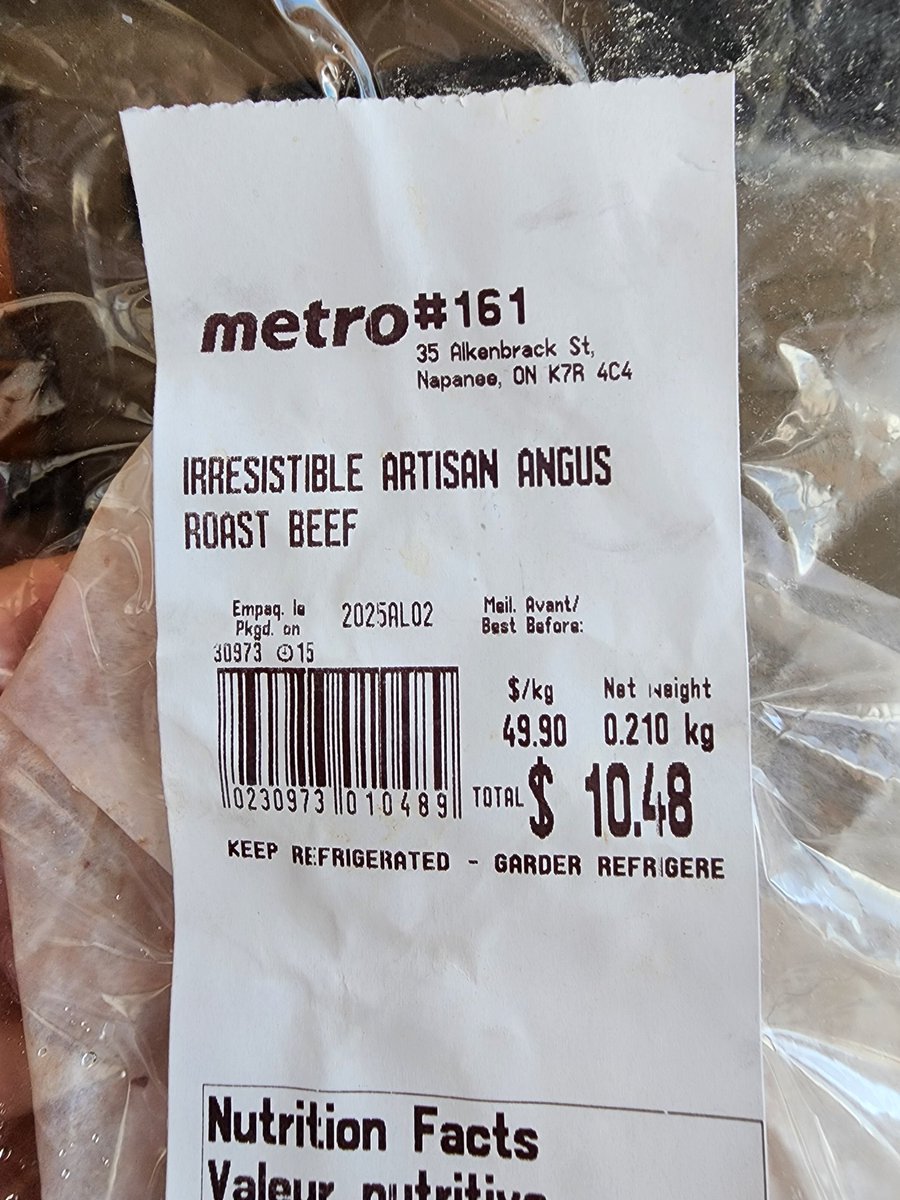 metro#161
35 Alkenbrack St,
Napanee, ON K7R 4C4
IRRESISTIBLE ARTISAN ANGUS
ROAST BEEF
Empaq. le
Pkgd. on
2025AL02
Meil. Avant/
Best Before:
30973 15
$/kg Net weight
49.90 0.210 kg
0230973 010489
TOTAL $ 10.48
KEEP REFRIGERATED - GARDER REFRIGERE
Nutrition Facts
Valeur nutritive